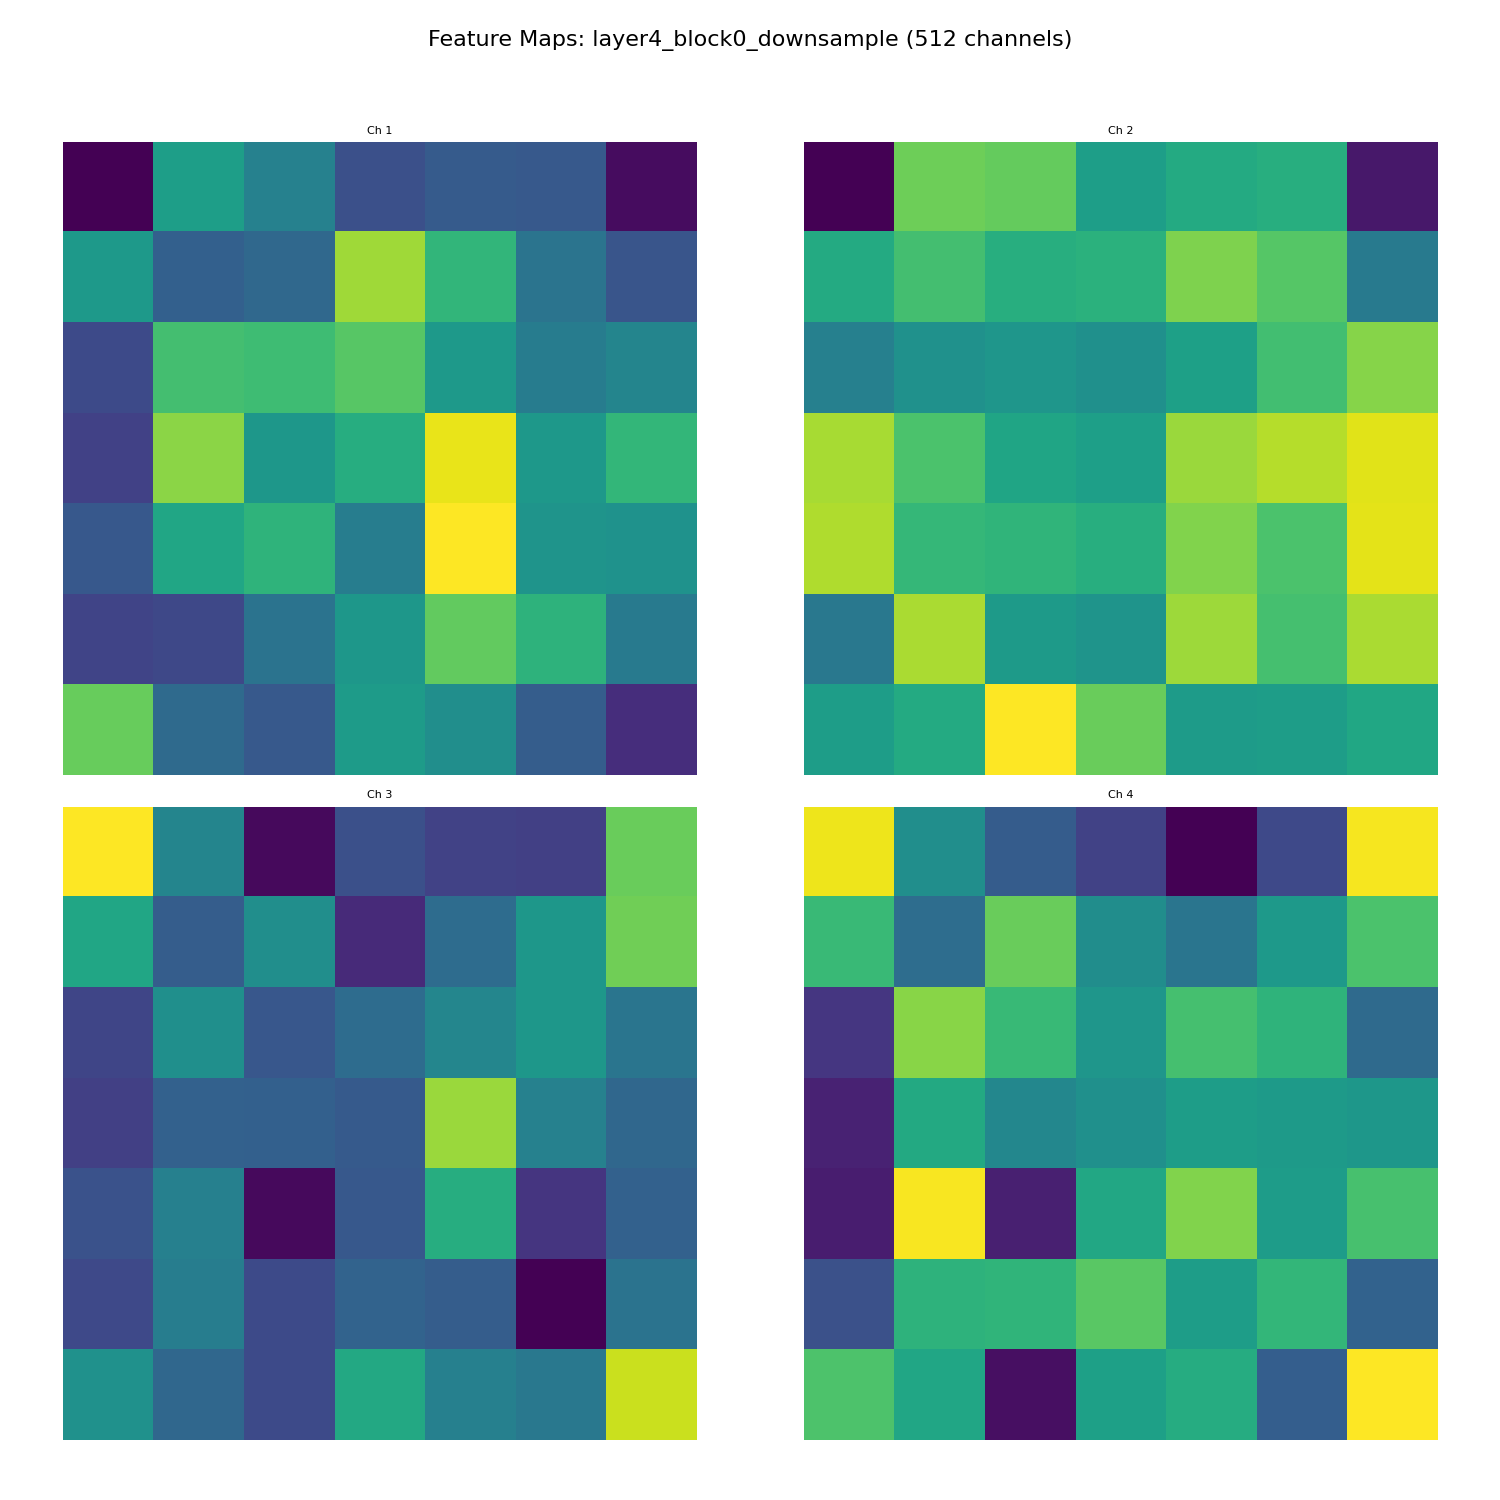 Feature Maps: layer4_block0_downsample (512 channels)
Ch 1
Ch 2
Ch 3
Ch 4